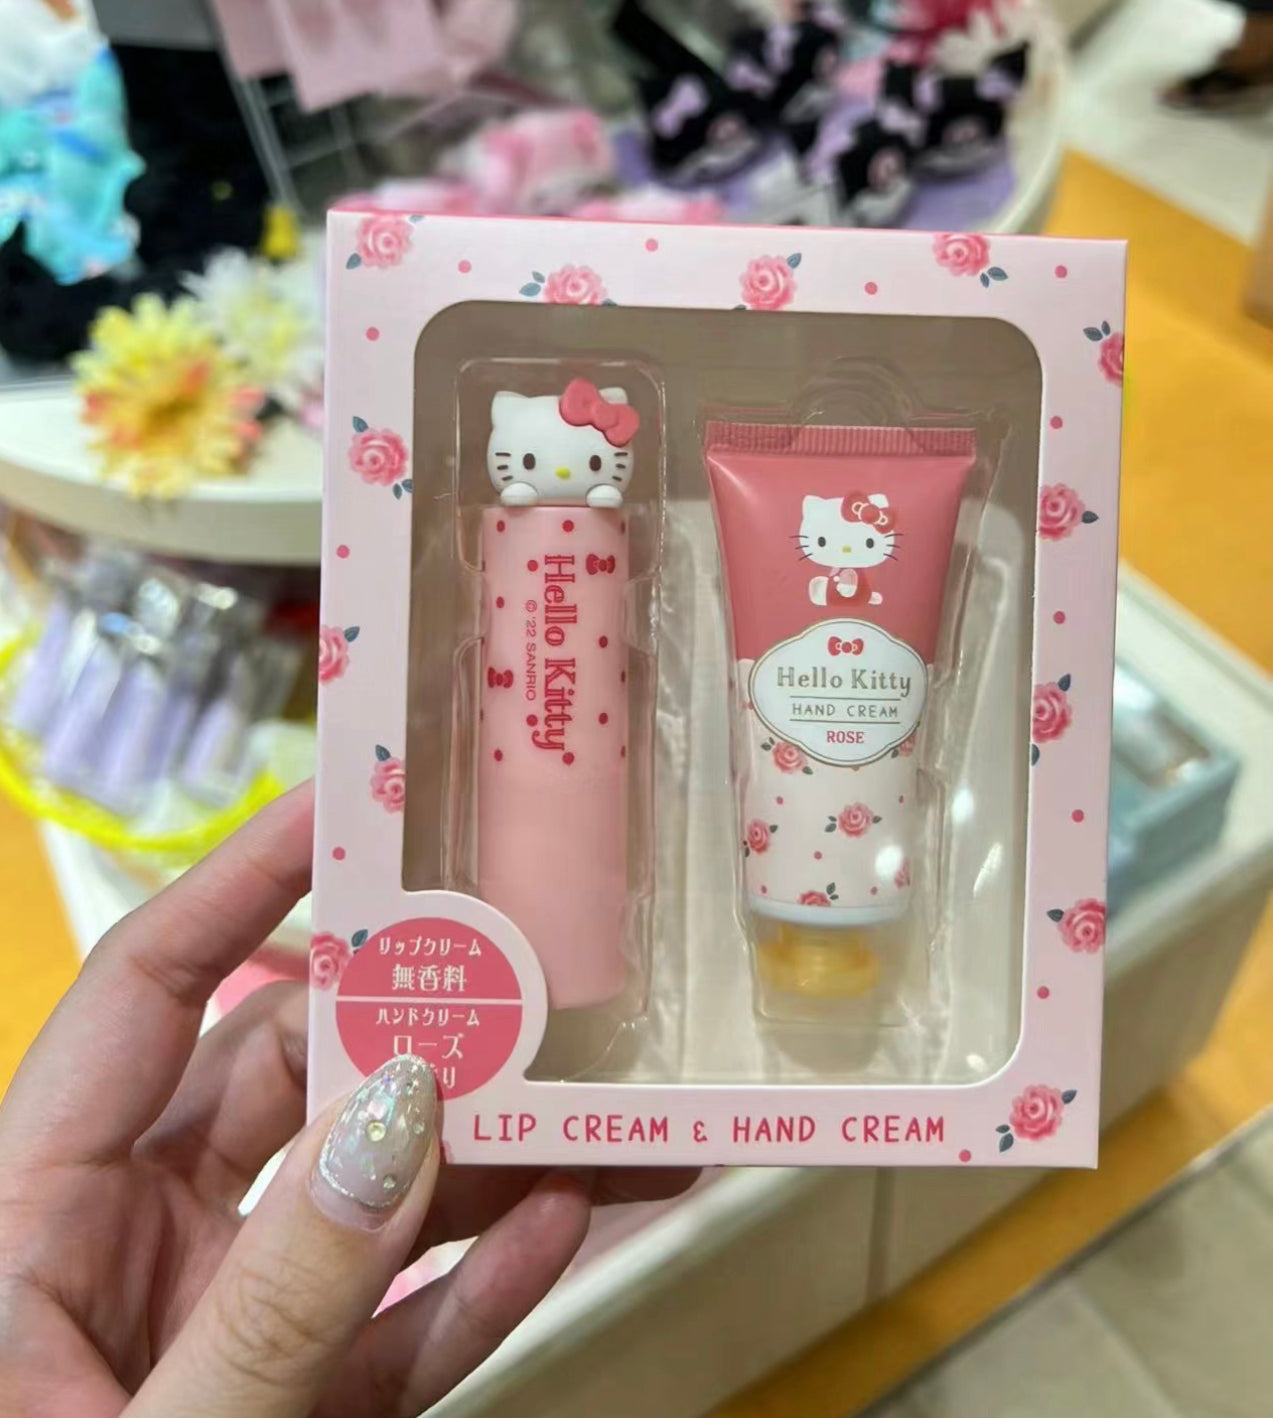 Hello Kitty
© '22 SANRIO
Hello Kitty
HAND CREAM
ROSE
リップクリーム
無香料
ハンドクリーム
ローズ
り
LIP CREAM & HAND CREAM